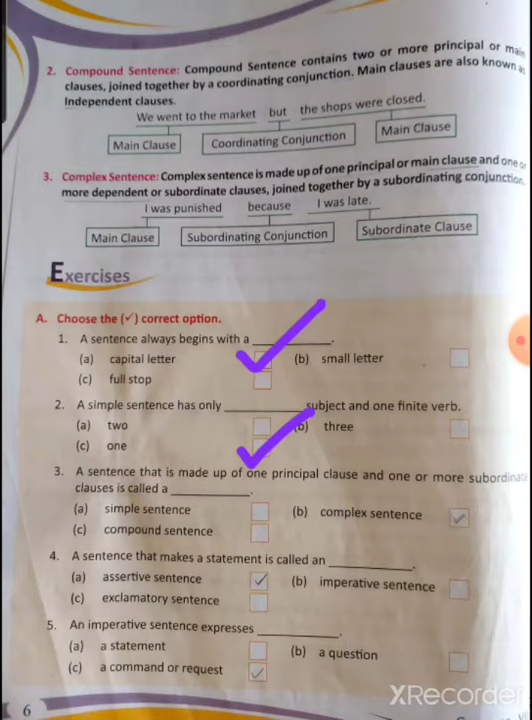 2. Compound Sentence: Compound Sentence contains two or more principal or main
clauses, joined together by a coordinating conjunction. Main clauses are also known as
Independent clauses.
We went to the market but the shops were closed.
Main Clause Coordinating Conjunction Main Clause
3. Complex Sentence: Complex sentence is made up of one principal or main clause and one or
more dependent or subordinate clauses, joined together by a subordinating conjunction.
I was punished because I was late.
Main Clause Subordinating Conjunction Subordinate Clause
Exercises
A. Choose the (✓) correct option.
1. A sentence always begins with a ____________.
(a) capital letter (b) small letter
(c) full stop
2. A simple sentence has only ____________ subject and one finite verb.
(a) two (b) three
(c) one
3. A sentence that is made up of one principal clause and one or more subordinate
clauses is called a ____________.
(a) simple sentence (b) complex sentence
(c) compound sentence
4. A sentence that makes a statement is called an ____________.
(a) assertive sentence (b) imperative sentence
(c) exclamatory sentence
5. An imperative sentence expresses ____________.
(a) a statement (b) a question
(c) a command or request
6
XRecorder